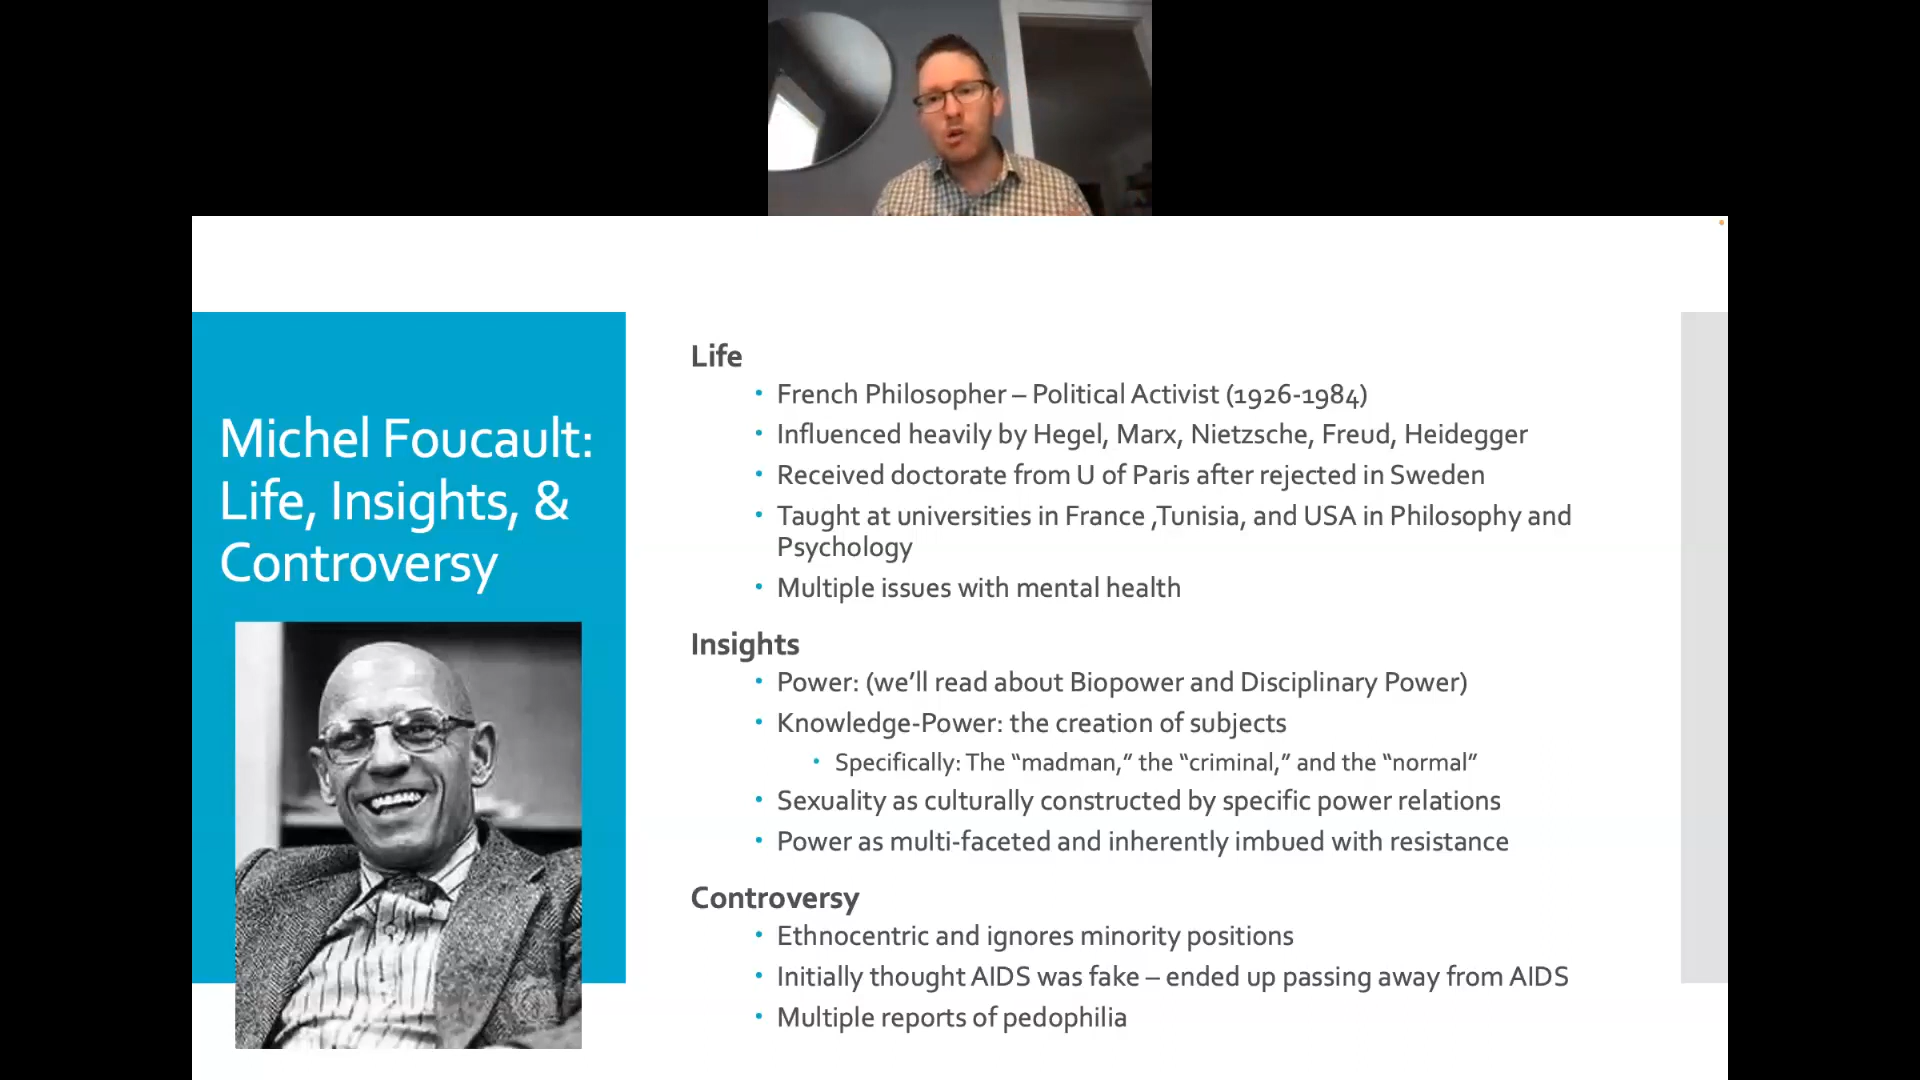 Michel Foucault:
Life, Insights, &
Controversy
Life
• French Philosopher – Political Activist (1926-1984)
• Influenced heavily by Hegel, Marx, Nietzsche, Freud, Heidegger
• Received doctorate from U of Paris after rejected in Sweden
• Taught at universities in France ,Tunisia, and USA in Philosophy and
Psychology
• Multiple issues with mental health
Insights
• Power: (we’ll read about Biopower and Disciplinary Power)
• Knowledge-Power: the creation of subjects
• Specifically: The “madman,” the “criminal,” and the “normal”
• Sexuality as culturally constructed by specific power relations
• Power as multi-faceted and inherently imbued with resistance
Controversy
• Ethnocentric and ignores minority positions
• Initially thought AIDS was fake – ended up passing away from AIDS
• Multiple reports of pedophilia